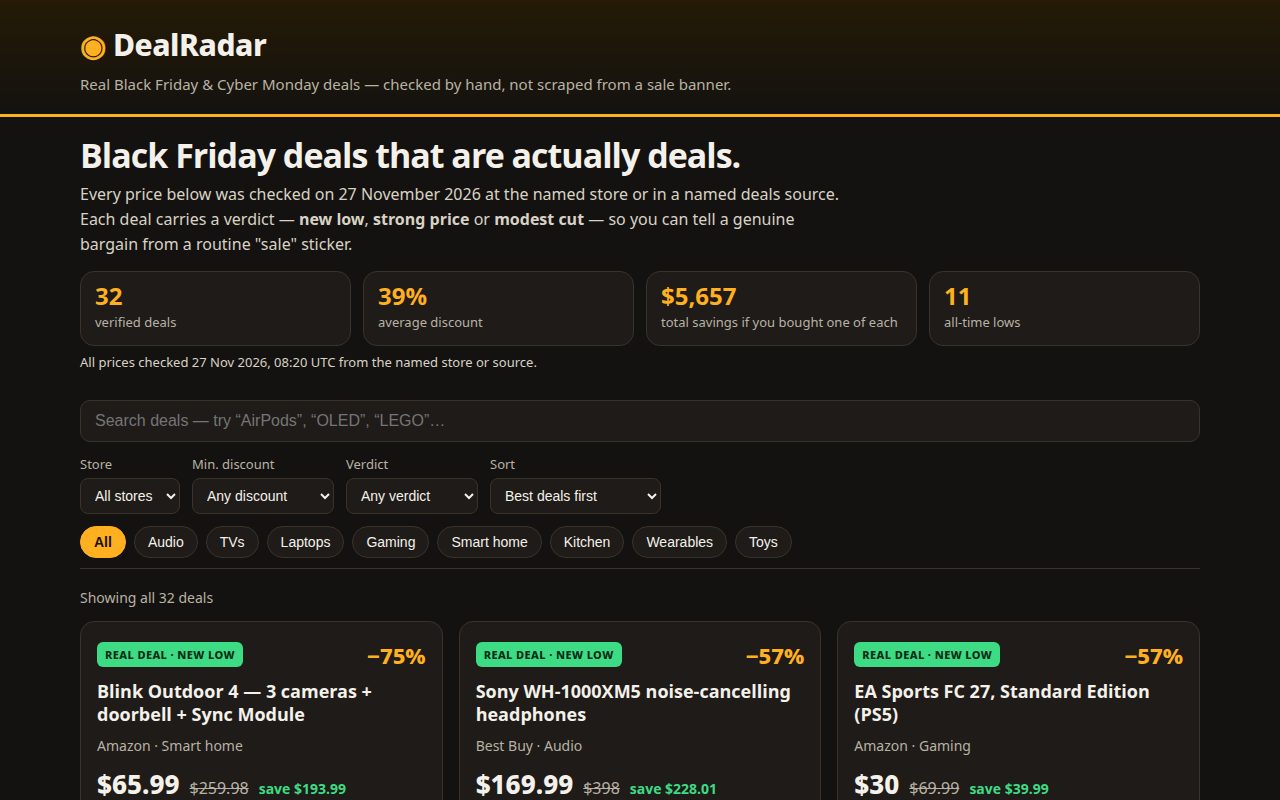 ◉ DealRadar
Real Black Friday & Cyber Monday deals — checked by hand, not scraped from a sale banner.
Black Friday deals that are actually deals.
Every price below was checked on 27 November 2026 at the named store or in a named deals source.
Each deal carries a verdict — new low, strong price or modest cut — so you can tell a genuine
bargain from a routine "sale" sticker.
32
verified deals
39%
average discount
$5,657
total savings if you bought one of each
11
all-time lows
All prices checked 27 Nov 2026, 08:20 UTC from the named store or source.
Search deals — try “AirPods”, “OLED”, “LEGO”…
Store
Min. discount
Verdict
Sort
All stores
Any discount
Any verdict
Best deals first
All
Audio
TVs
Laptops
Gaming
Smart home
Kitchen
Wearables
Toys
Showing all 32 deals
REAL DEAL · NEW LOW
−75%
Blink Outdoor 4 — 3 cameras +
doorbell + Sync Module
Amazon · Smart home
$65.99 $259.98 save $193.99
REAL DEAL · NEW LOW
−57%
Sony WH-1000XM5 noise-cancelling
headphones
Best Buy · Audio
$169.99 $398 save $228.01
REAL DEAL · NEW LOW
−57%
EA Sports FC 27, Standard Edition
(PS5)
Amazon · Gaming
$30 $69.99 save $39.99